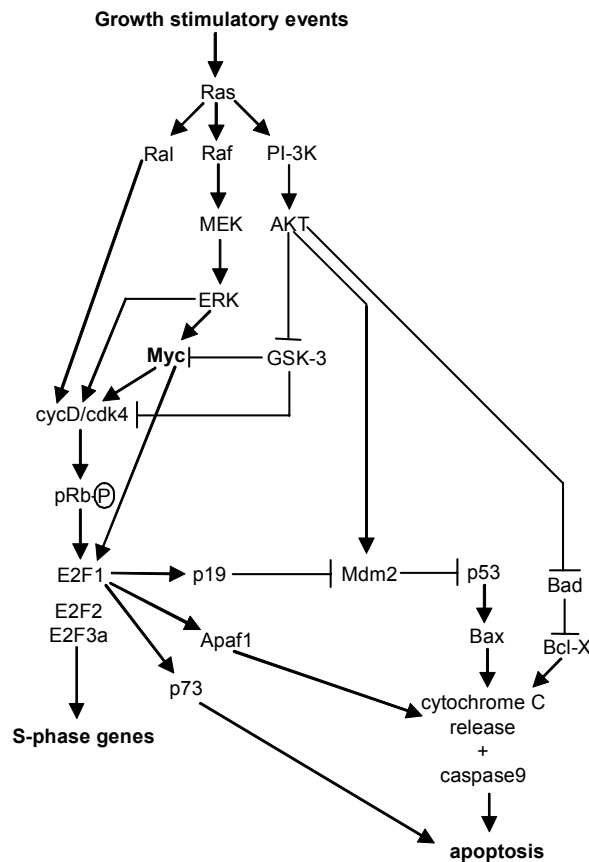 Growth stimulatory events
Ras
Ral
Raf
PI-3K
MEK
AKT
ERK
Myc
GSK-3
cycD/cdk4
pRb-P
E2F1
p19
Mdm2
p53
Bad
E2F2
E2F3a
Apaf1
Bax
Bcl-X
p73
cytochrome C
release
+
caspase9
S-phase genes
apoptosis